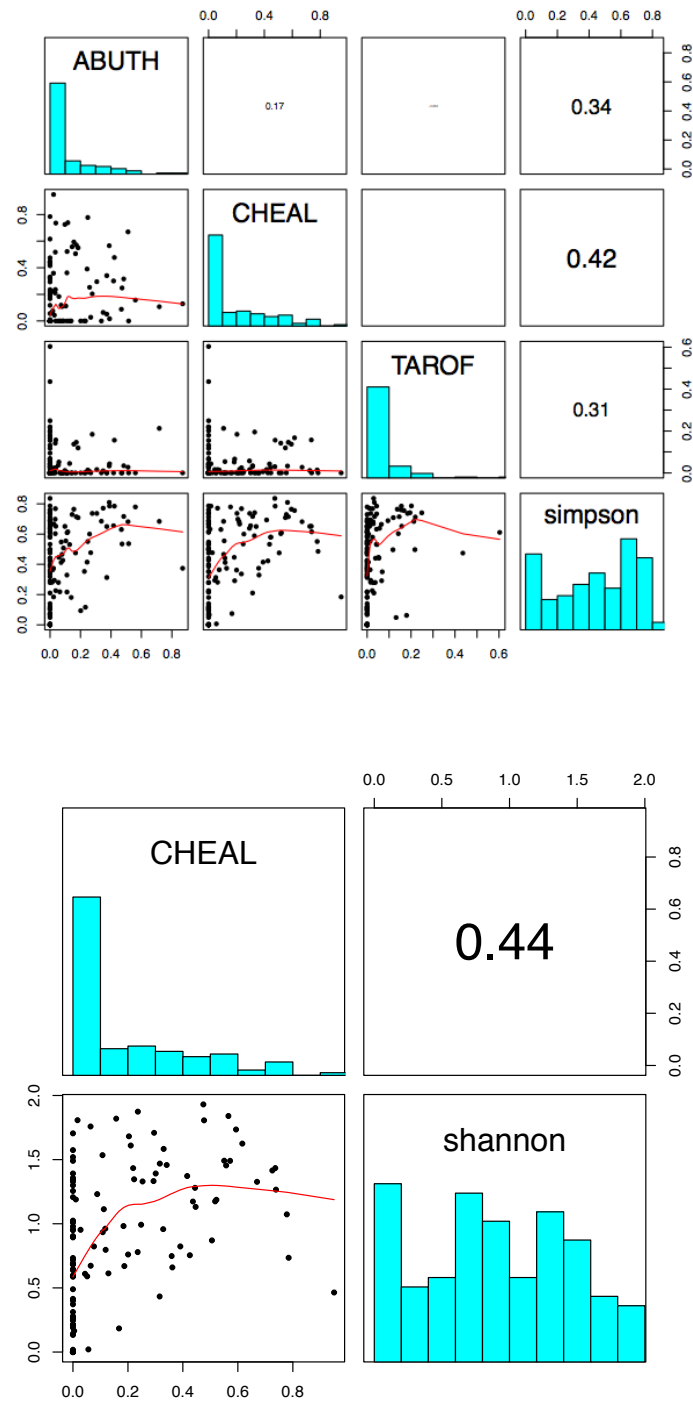 0.0 0.4 0.8 0.0 0.2 0.4 0.6 0.8
ABUTH 0.17 0.34 0.0 0.2 0.4 0.6 0.8
0.0 0.4 0.8 CHEAL 0.42
TAROF 0.31 0.0 0.2 0.4 0.6
0.0 0.2 0.4 0.6 0.8 simpson
0.0 0.2 0.4 0.6 0.8 0.0 0.2 0.4 0.6
0.0 0.5 1.0 1.5 2.0
CHEAL 0.44 0.0 0.2 0.4 0.6 0.8
0.0 0.5 1.0 1.5 2.0 shannon
0.0 0.2 0.4 0.6 0.8